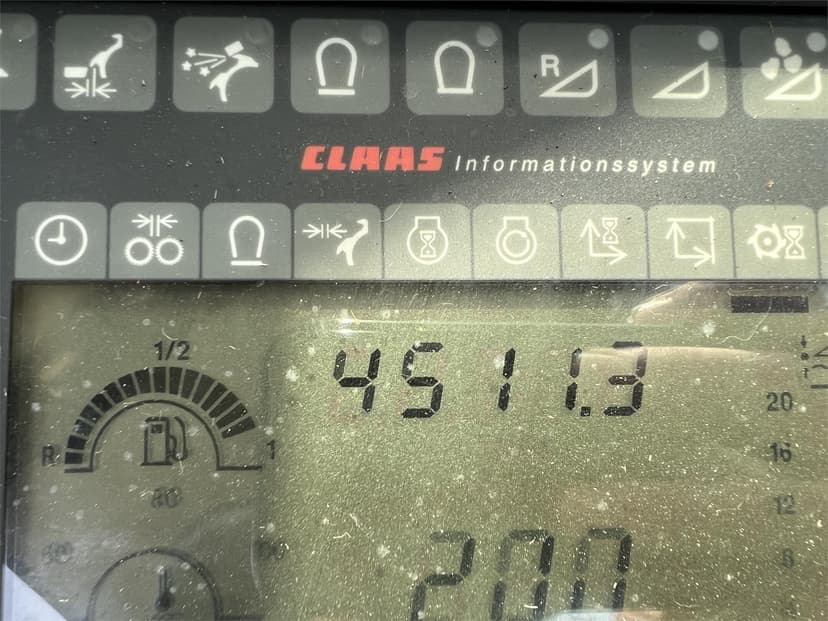 R
CLAAS Informationssystem
1/2
4511.3
20
R
1
16
12
200
8